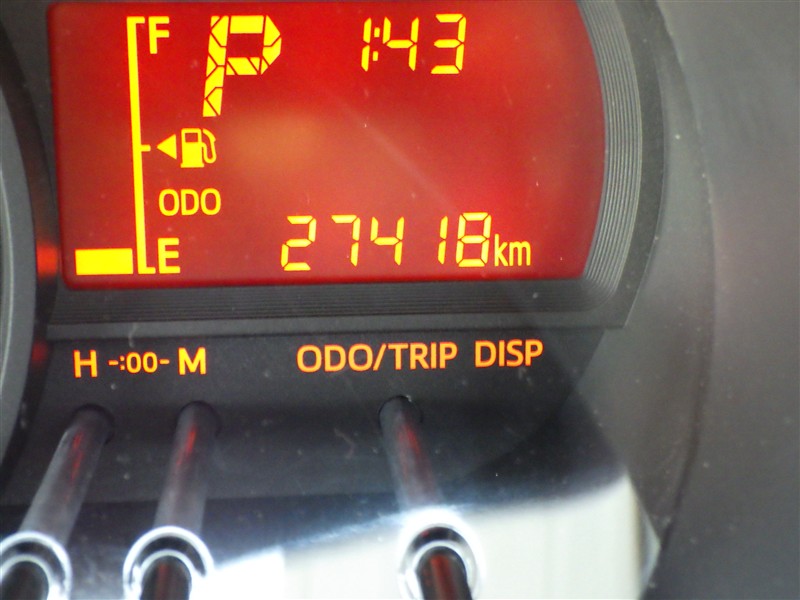 F P 1:43
ODO
E 27418km
H -:00- M ODO/TRIP DISP